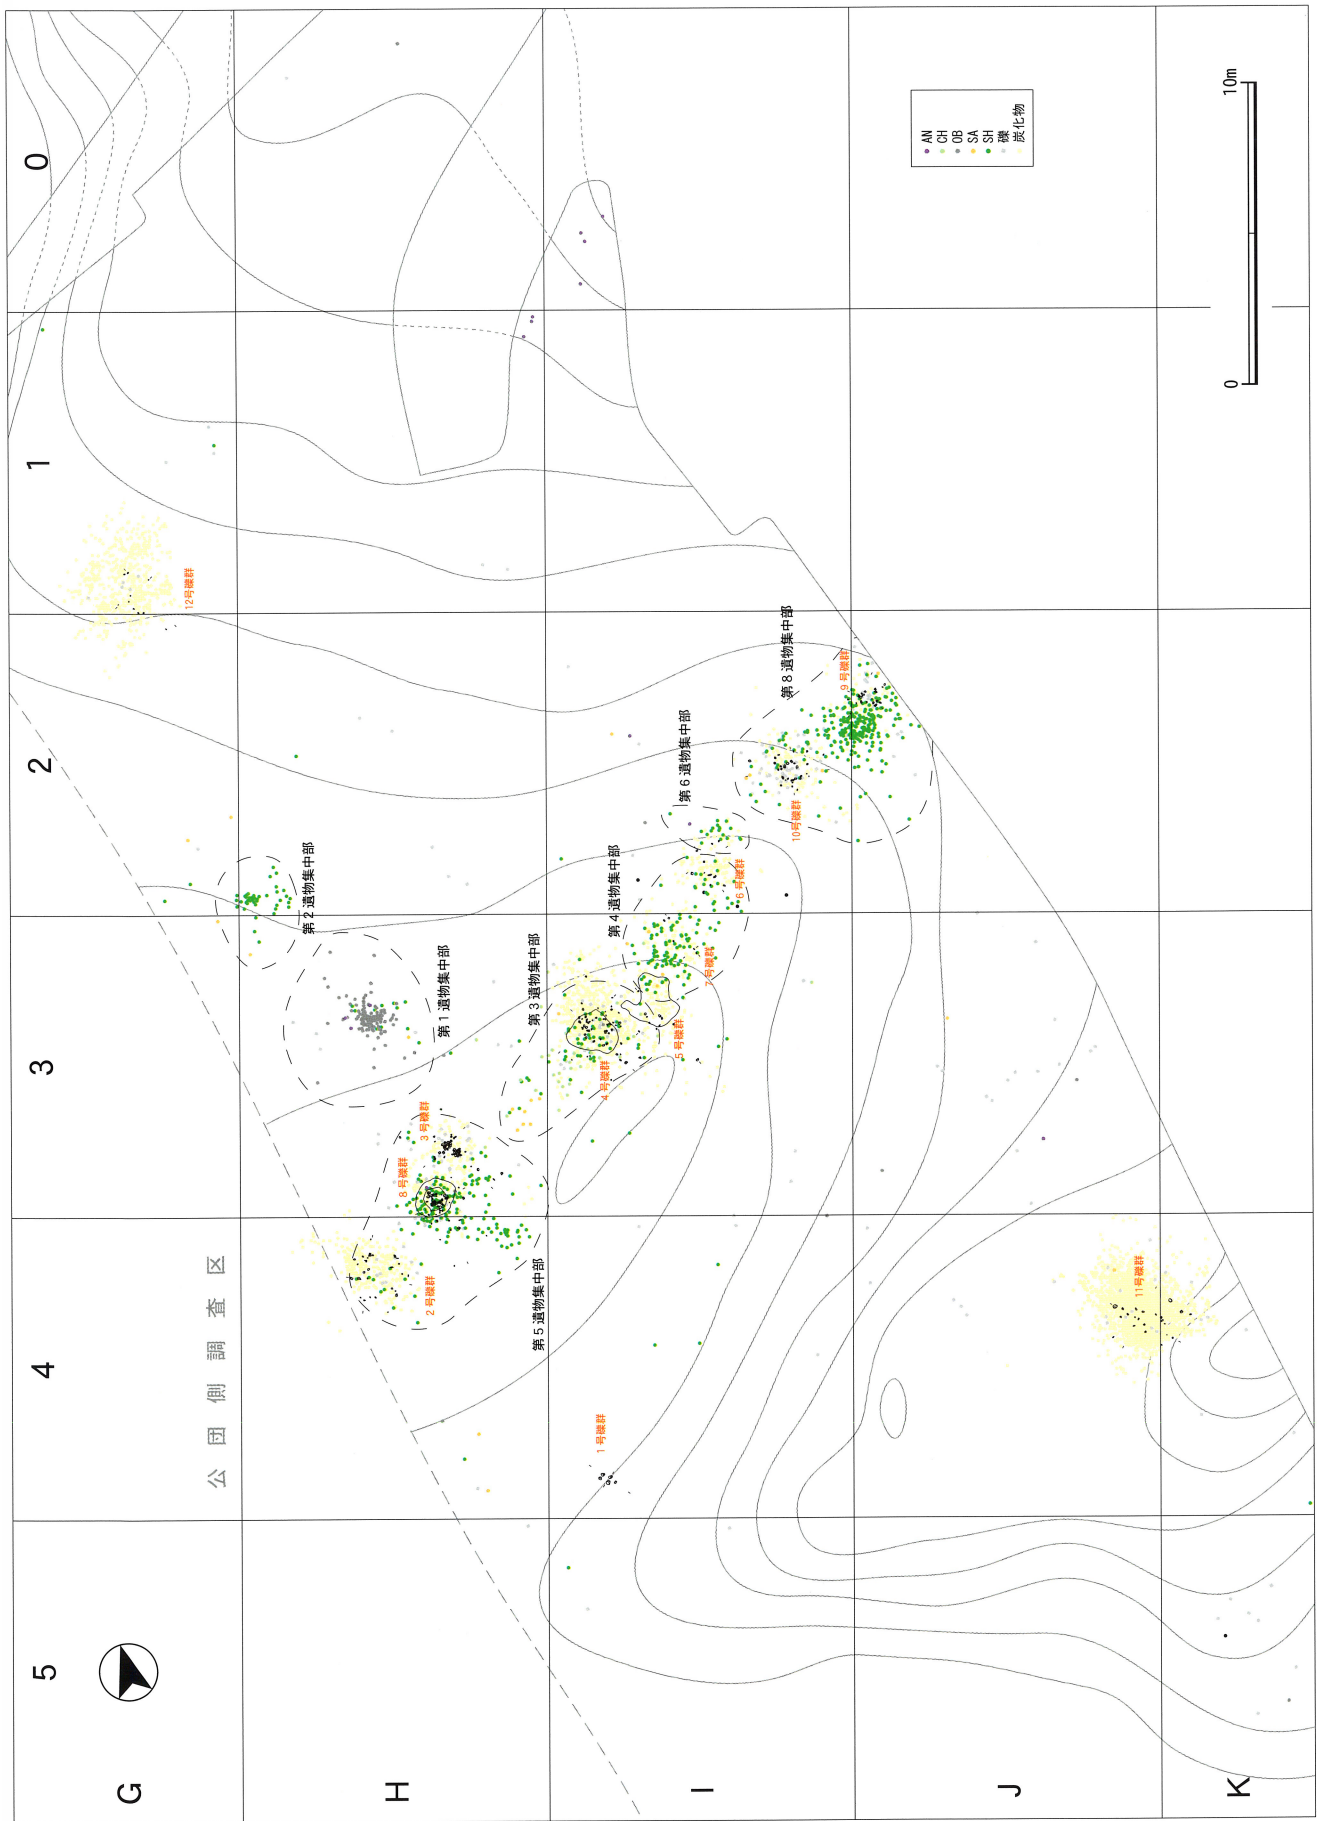 0
1
2
3
4
5
G
H
I
J
K
公団側調査区
12号礫群
第2遺物集中部
第1遺物集中部
第3遺物集中部
第4遺物集中部
第6遺物集中部
第8遺物集中部
第5遺物集中部
9号礫群
10号礫群
6号礫群
7号礫群
5号礫群
4号礫群
3号礫群
8号礫群
2号礫群
1号礫群
11号礫群
AN
CH
OB
SA
SH
礫
炭化物
0 10m